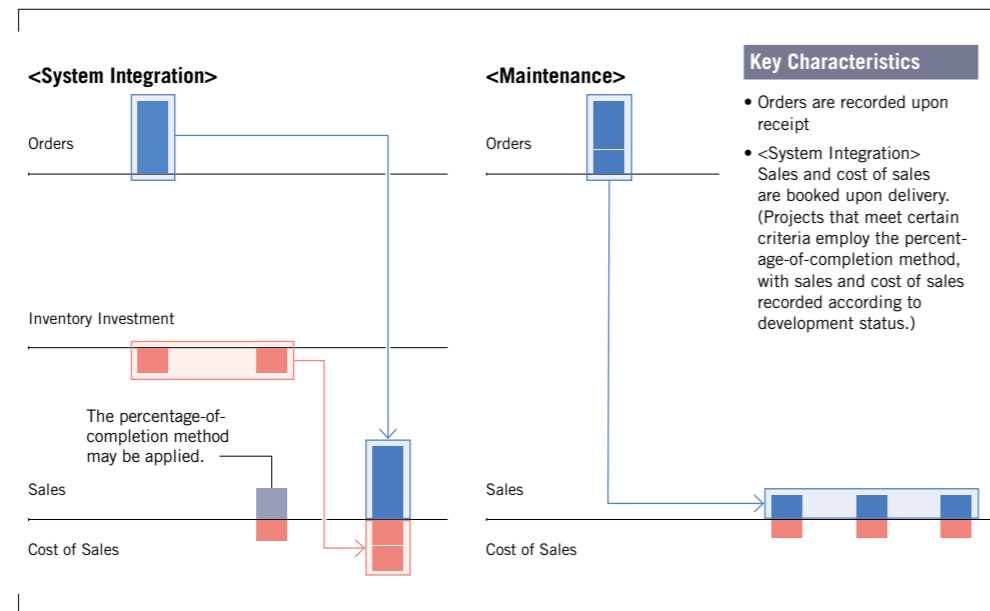 <System Integration>
Orders
Inventory Investment
The percentage-of-
completion method
may be applied.
Sales
Cost of Sales
<Maintenance>
Orders
Sales
Cost of Sales
Key Characteristics
• Orders are recorded upon
receipt
• <System Integration>
Sales and cost of sales
are booked upon delivery.
(Projects that meet certain
criteria employ the percent-
age-of-completion method,
with sales and cost of sales
recorded according to
development status.)